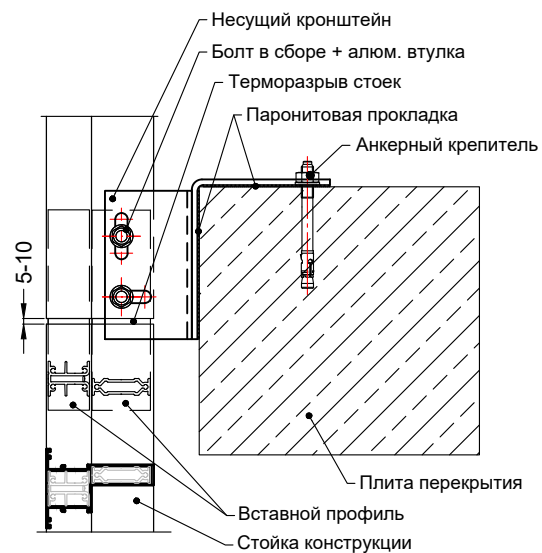 Несущий кронштейн
Болт в сборе + алюм. втулка
Терморазрыв стоек
Паронитовая прокладка
Анкерный крепитель
5-10
Плита перекрытия
Вставной профиль
Стойка конструкции